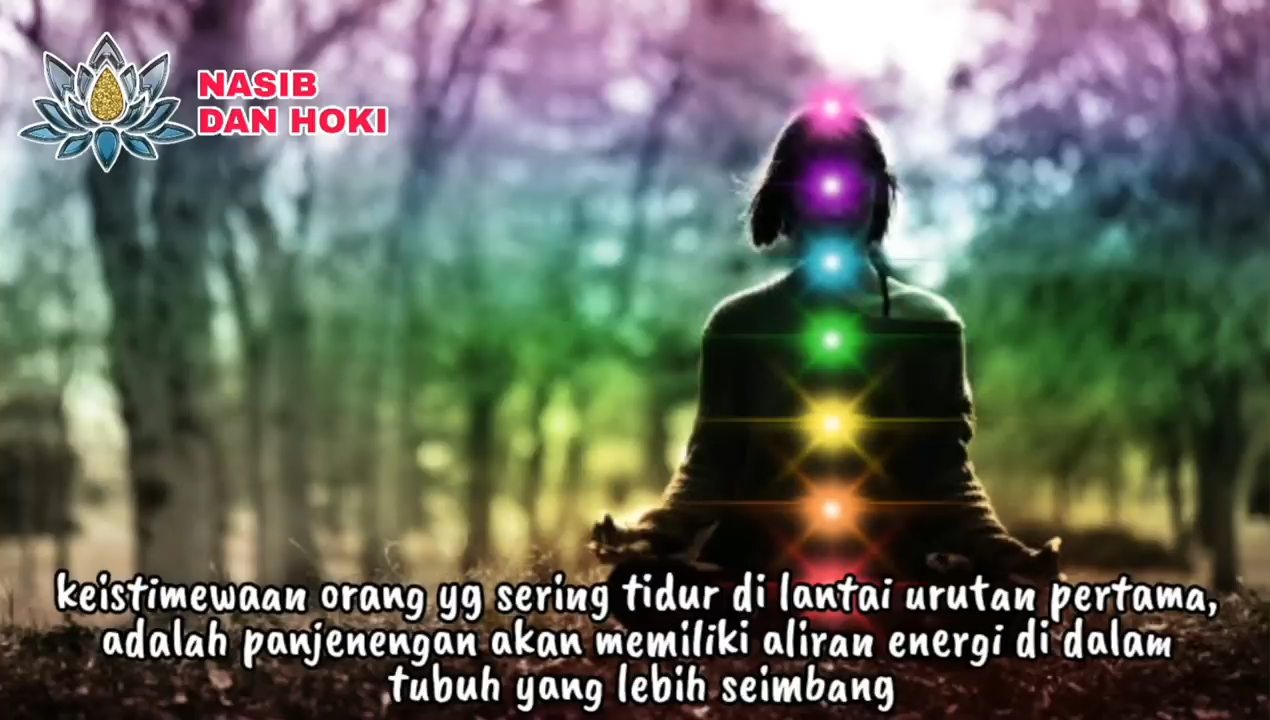 NASIB
DAN HOKI
keistimewaan orang yg sering tidur di lantai urutan pertama,
adalah panjenengan akan memiliki aliran energi di dalam
tubuh yang lebih seimbang